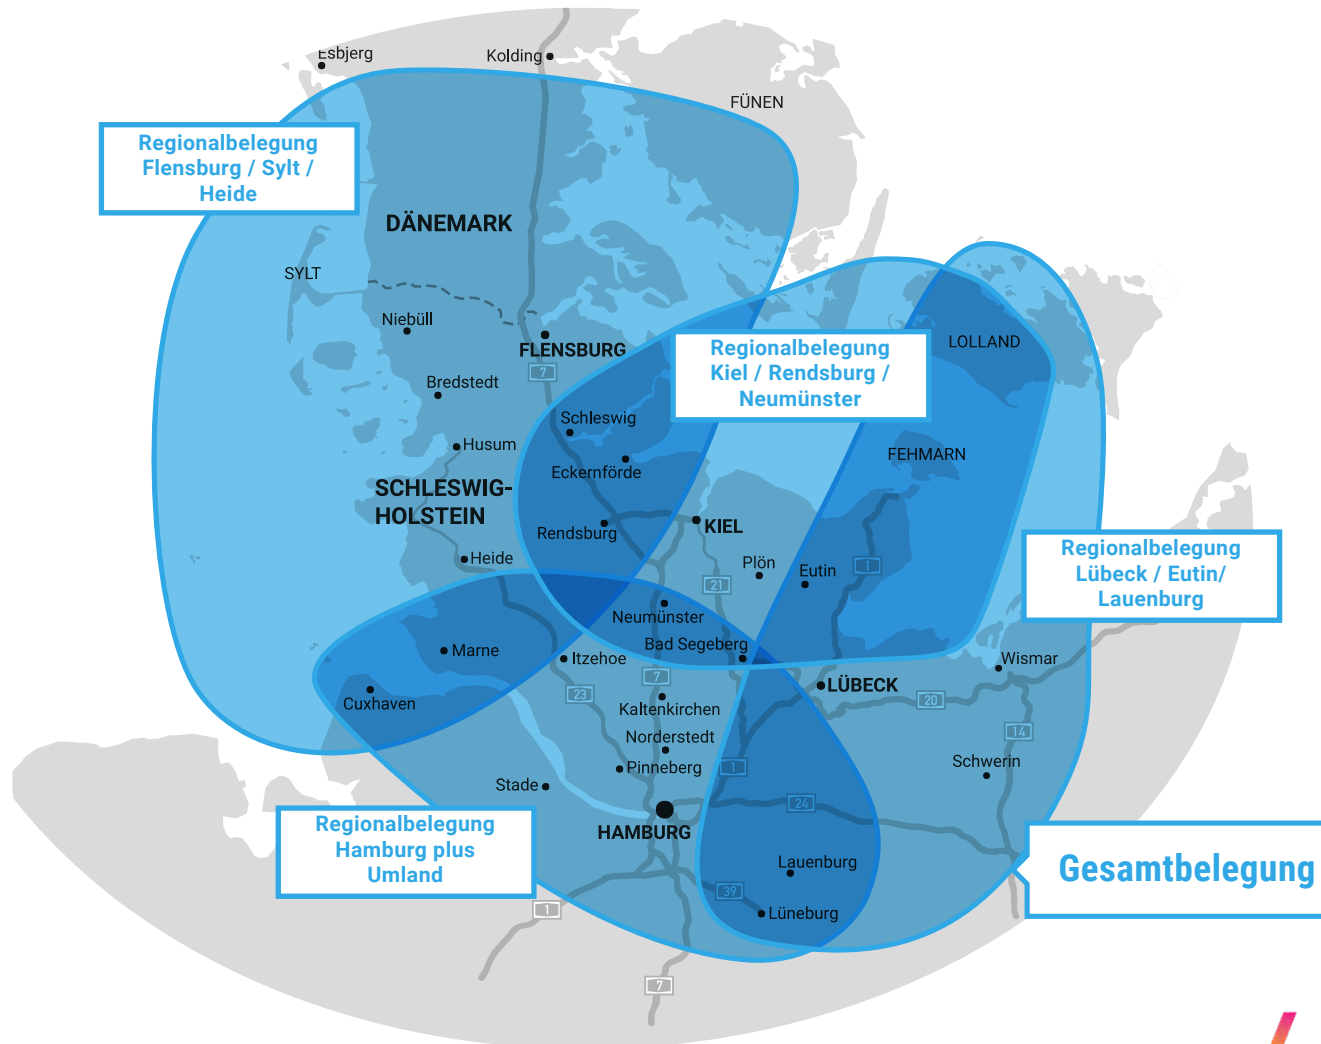 Esbjerg
Kolding
FÜNEN
Regionalbelegung
Flensburg / Sylt /
Heide
DÄNEMARK
SYLT
Niebüll
FLENSBURG
7
Regionalbelegung
Kiel / Rendsburg /
Neumünster
LOLLAND
Bredstedt
Schleswig
Husum
Eckernförde
FEHMARN
SCHLESWIG-
HOLSTEIN
Rendsburg
KIEL
Heide
Plön
Eutin
1
21
Regionalbelegung
Lübeck / Eutin/
Lauenburg
Neumünster
Bad Segeberg
Marne
Itzehoe
Wismar
7
23
LÜBECK
20
Cuxhaven
Kaltenkirchen
14
Norderstedt
Pinneberg
1
Schwerin
Stade
24
HAMBURG
Regionalbelegung
Hamburg plus
Umland
Lauenburg
Gesamtbelegung
39
1
Lüneburg
7